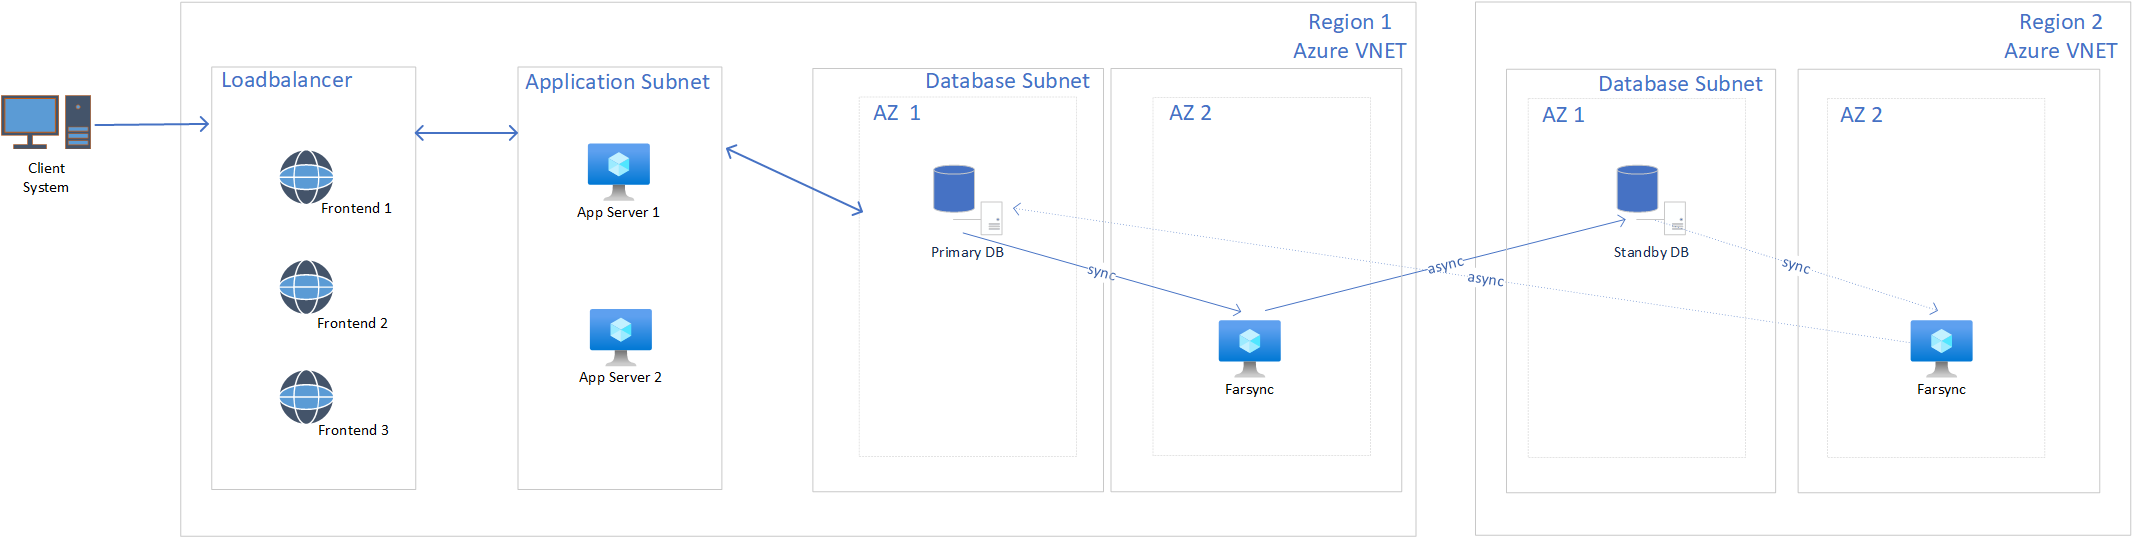 Client
System
Region 1
Azure VNET
Loadbalancer
Frontend 1
Frontend 2
Frontend 3
Application Subnet
App Server 1
App Server 2
Database Subnet
AZ 1
Primary DB
sync
AZ 2
Farsync
async
async
Region 2
Azure VNET
Database Subnet
AZ 1
Standby DB
sync
AZ 2
Farsync